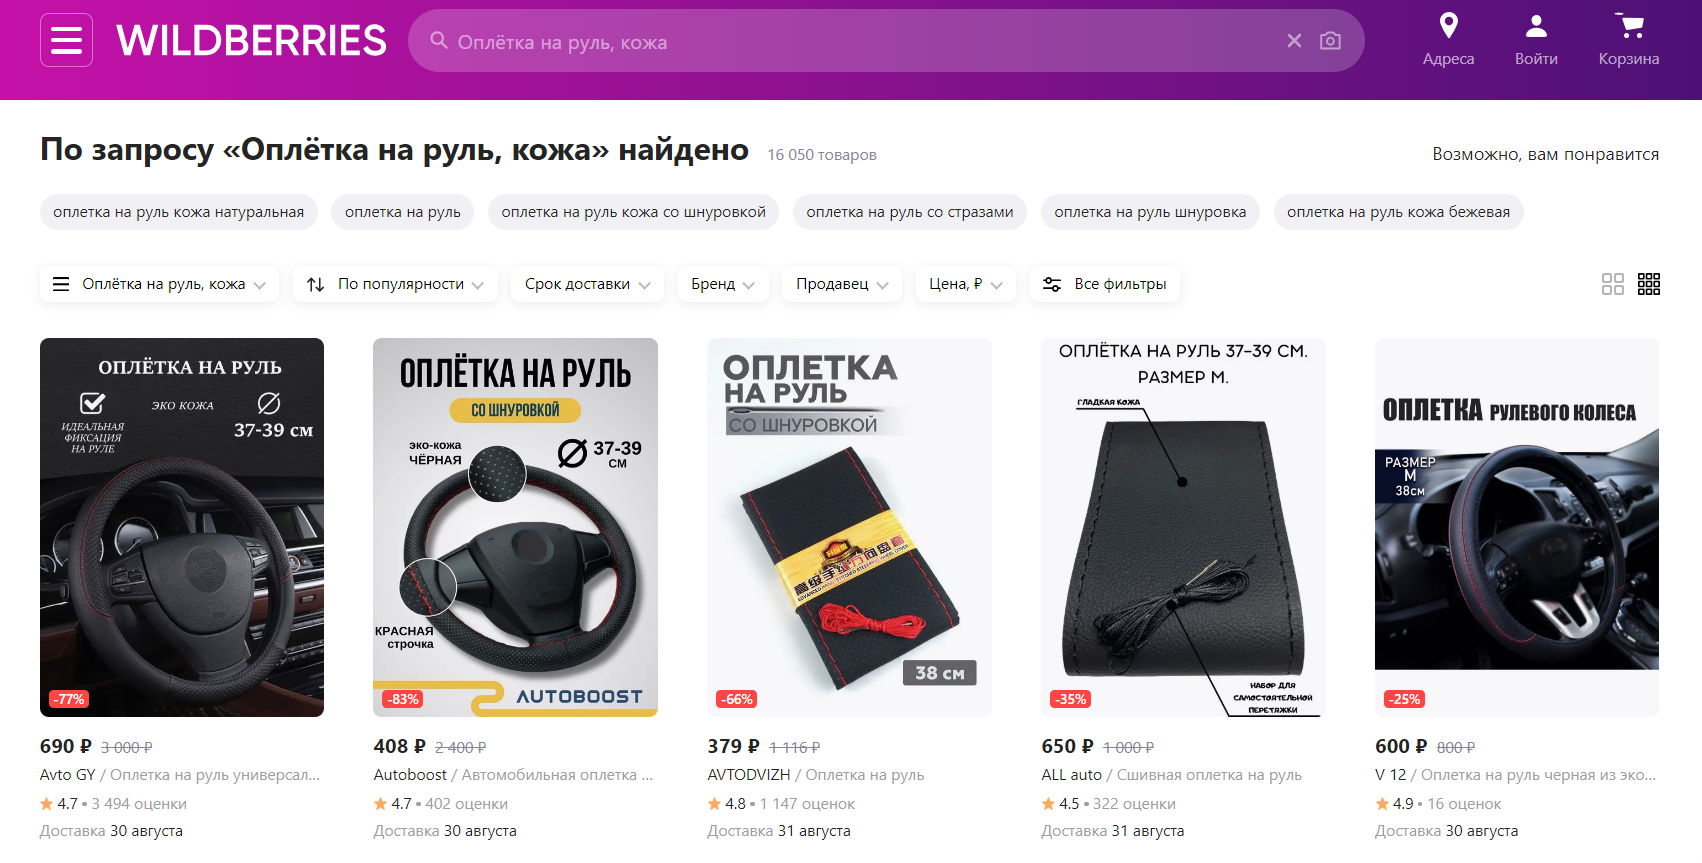 WILDBERRIES
Оплётка на руль, кожа
Адреса
Войти
Корзина
По запросу «Оплётка на руль, кожа» найдено 16 050 товаров
Возможно, вам понравится
оплетка на руль кожа натуральная
оплетка на руль
оплетка на руль кожа со шнуровкой
оплетка на руль со стразами
оплетка на руль шнуровка
оплетка на руль кожа бежевая
Оплётка на руль, кожа
По популярности
Срок доставки
Бренд
Продавец
Цена, ₽
Все фильтры
ОПЛЁТКА НА РУЛЬ
ИДЕАЛЬНАЯ
ФИКСАЦИЯ
НА РУЛЕ
ЭКО КОЖА
37-39 см
-77%
690 ₽ 3 000 ₽
Avto GY / Оплетка на руль универсал...
4.7 • 3 494 оценки
Доставка 30 августа
ОПЛЁТКА НА РУЛЬ
СО ШНУРОВКОЙ
эко-кожа
ЧЁРНАЯ
37-39
СМ
КРАСНАЯ
строчка
AUTOBOOST
-83%
408 ₽ 2 400 ₽
Autoboost / Автомобильная оплетка ...
4.7 • 402 оценки
Доставка 30 августа
ОПЛЕТКА
НА РУЛЬ
СО ШНУРОВКОЙ
高级手缝方向盘套
38 см
-66%
379 ₽ 1 116 ₽
AVTODVIZH / Оплетка на руль
4.8 • 1 147 оценок
Доставка 31 августа
ОПЛЁТКА НА РУЛЬ 37-39 СМ.
РАЗМЕР М.
ГЛАДКАЯ КОЖА
НАБОР ДЛЯ
САМОСТОЯТЕЛЬНОЙ
ПЕРЕТЯЖКИ
-35%
650 ₽ 1 000 ₽
ALL auto / Сшивная оплетка на руль
4.5 • 322 оценки
Доставка 31 августа
ОПЛЕТКА РУЛЕВОГО КОЛЕСА
РАЗМЕР
М
38см
-25%
600 ₽ 800 ₽
V 12 / Оплетка на руль черная из эко...
4.9 • 16 оценок
Доставка 30 августа